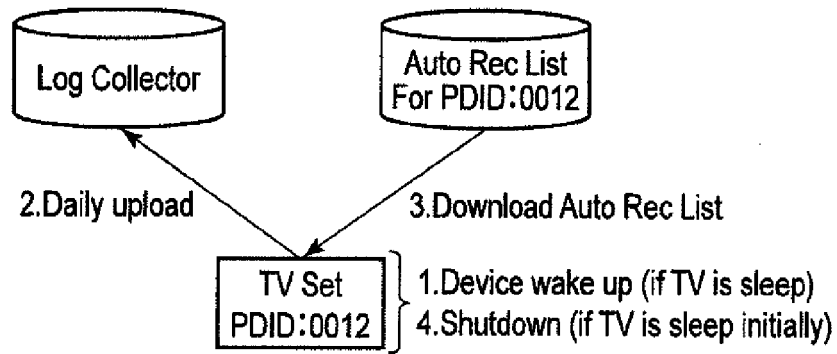 Log Collector
Auto Rec List
For PDID:0012
2.Daily upload
3.Download Auto Rec List
TV Set
PDID:0012
1.Device wake up (if TV is sleep)
4.Shutdown (if TV is sleep initially)